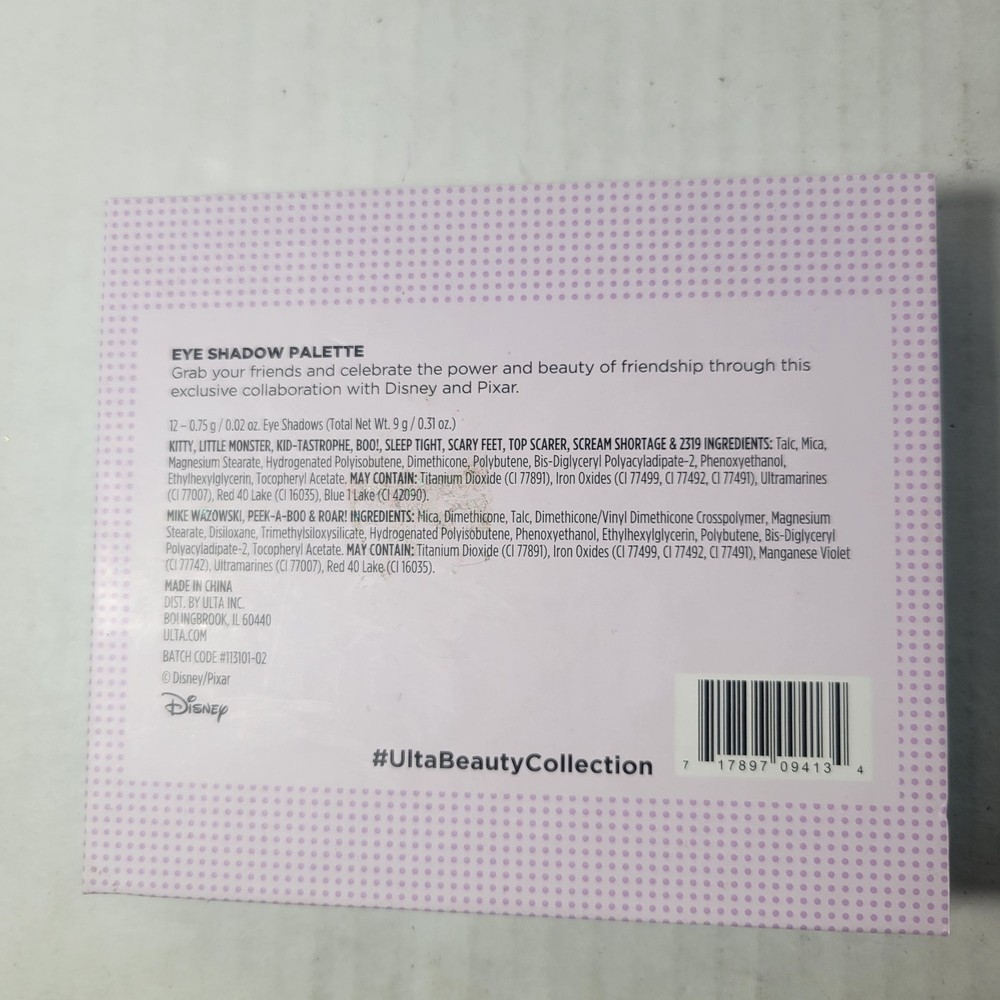 EYE SHADOW PALETTE
Grab your friends and celebrate the power and beauty of friendship through this
exclusive collaboration with Disney and Pixar.
12 – 0.75 g / 0.02 oz. Eye Shadows (Total Net Wt. 9 g / 0.31 oz.)
KITTY, LITTLE MONSTER, KID-TASTROPHE, BOO!, SLEEP TIGHT, SCARY FEET, TOP SCARER, SCREAM SHORTAGE & 2319 INGREDIENTS: Talc, Mica,
Magnesium Stearate, Hydrogenated Polyisobutene, Dimethicone, Polybutene, Bis-Diglyceryl Polyacyladipate-2, Phenoxyethanol,
Ethylhexylglycerin, Tocopheryl Acetate. MAY CONTAIN: Titanium Dioxide (CI 77891), Iron Oxides (CI 77499, CI 77492, CI 77491), Ultramarines
(CI 77007), Red 40 Lake (CI 16035), Blue 1 Lake (CI 42090).
MIKE WAZOWSKI, PEEK-A-BOO & ROAR! INGREDIENTS: Mica, Dimethicone, Talc, Dimethicone/Vinyl Dimethicone Crosspolymer, Magnesium
Stearate, Disiloxane, Trimethylsiloxysilicate, Hydrogenated Polyisobutene, Phenoxyethanol, Ethylhexylglycerin, Polybutene, Bis-Diglyceryl
Polyacyladipate-2, Tocopheryl Acetate. MAY CONTAIN: Titanium Dioxide (CI 77891), Iron Oxides (CI 77499, CI 77492, CI 77491), Manganese Violet
(CI 77742), Ultramarines (CI 77007), Red 40 Lake (CI 16035).
MADE IN CHINA
DIST. BY ULTA INC.
BOLINGBROOK, IL 60440
ULTA.COM
BATCH CODE #113101-02
© Disney/Pixar
Disney
#UltaBeautyCollection
7 17897 09413 4